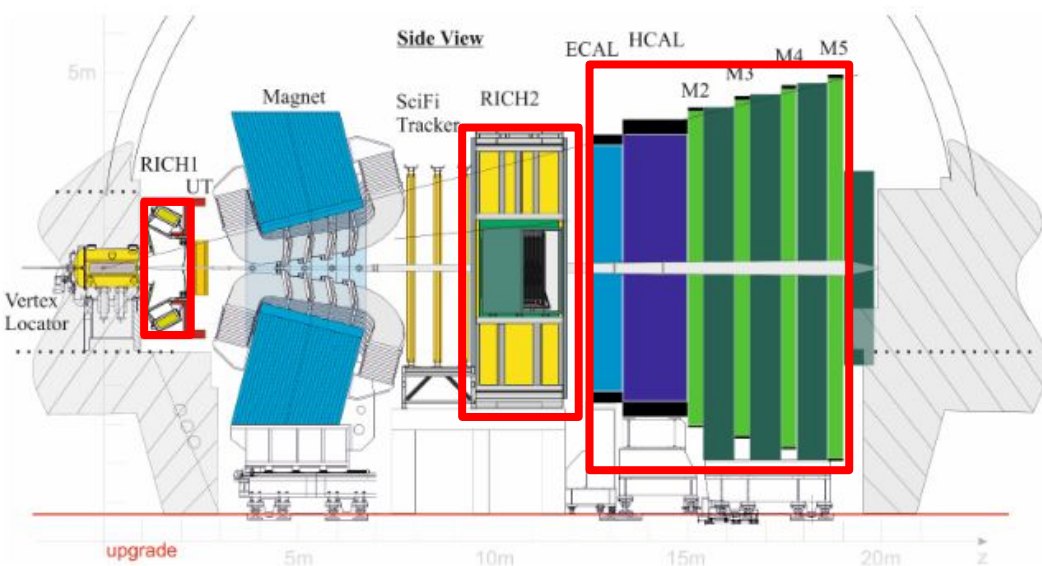 Side View
ECAL
HCAL
M5
M4
M3
M2
5m
Magnet
SciFi
Tracker
RICH2
RICH1
UT
Vertex
Locator
upgrade
5m
10m
15m
20m
z